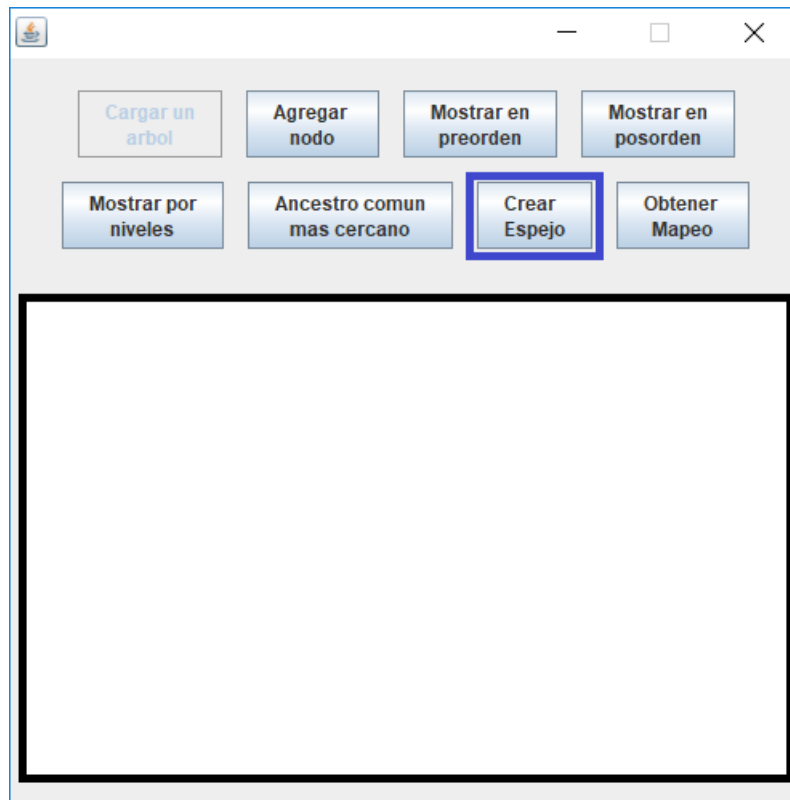 Cargar un
arbol
Agregar
nodo
Mostrar en
preorden
Mostrar en
posorden
Mostrar por
niveles
Ancestro comun
mas cercano
Crear
Espejo
Obtener
Mapeo